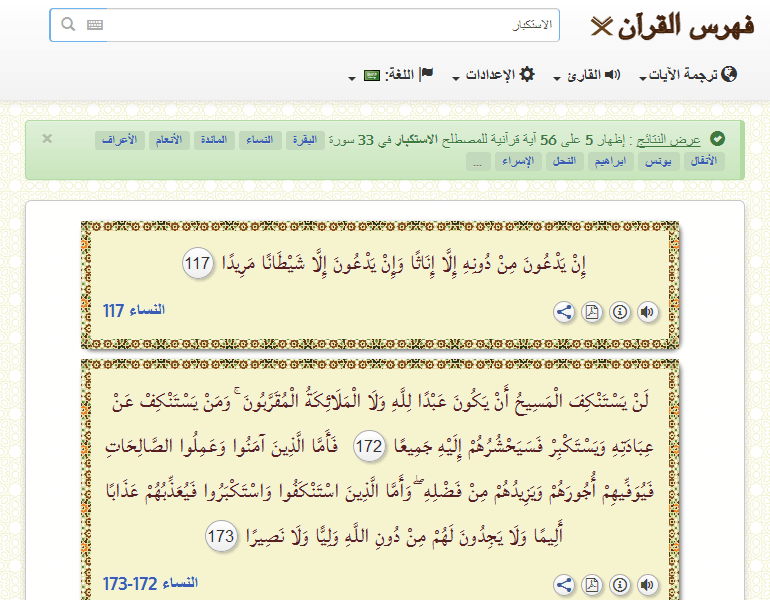 فهرس القرآن
الاستكبار
ترجمة الآيات القارئ الإعدادات اللغة:
عرض النتائج : إظهار 5 على 56 آية قرآنية للمصطلح الاستكبار في 33 سورة البقرة النساء المائدة الأنعام الأعراف
الأنفال يونس ابراهيم النحل الإسراء ...
إِنْ يَدْعُونَ مِنْ دُونِهِ إِلَّا إِنَاثًا وَإِنْ يَدْعُونَ إِلَّا شَيْطَانًا مَرِيدًا 117
النساء 117
لَنْ يَسْتَنْكِفَ الْمَسِيحُ أَنْ يَكُونَ عَبْدًا لِلَّهِ وَلَا الْمَلَائِكَةُ الْمُقَرَّبُونَ ۚ وَمَنْ يَسْتَنْكِفْ عَنْ
عِبَادَتِهِ وَيَسْتَكْبِرْ فَسَيَحْشُرُهُمْ إِلَيْهِ جَمِيعًا 172 فَأَمَّا الَّذِينَ آمَنُوا وَعَمِلُوا الصَّالِحَاتِ
فَيُوَفِّيهِمْ أُجُورَهُمْ وَيَزِيدُهُمْ مِنْ فَضْلِهِ ۖ وَأَمَّا الَّذِينَ اسْتَنْكَفُوا وَاسْتَكْبَرُوا فَيُعَذِّبُهُمْ عَذَابًا
أَلِيمًا وَلَا يَجِدُونَ لَهُمْ مِنْ دُونِ اللَّهِ وَلِيًّا وَلَا نَصِيرًا 173
النساء 172-173